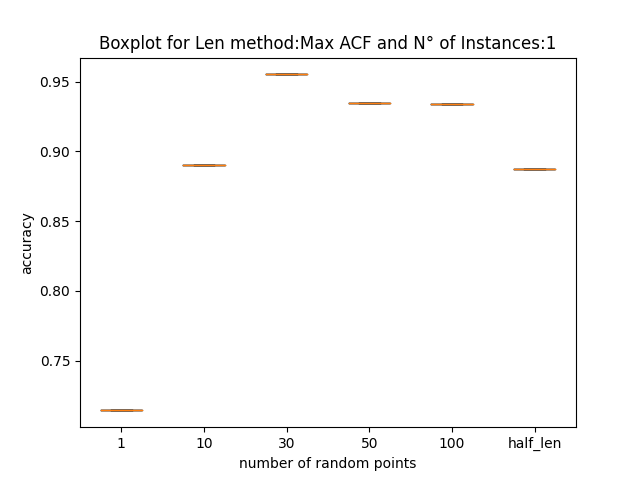 Boxplot for Len method:Max ACF and N° of Instances:1
0.95
0.90
0.85
0.80
0.75
accuracy
1 10 30 50 100 half_len
number of random points